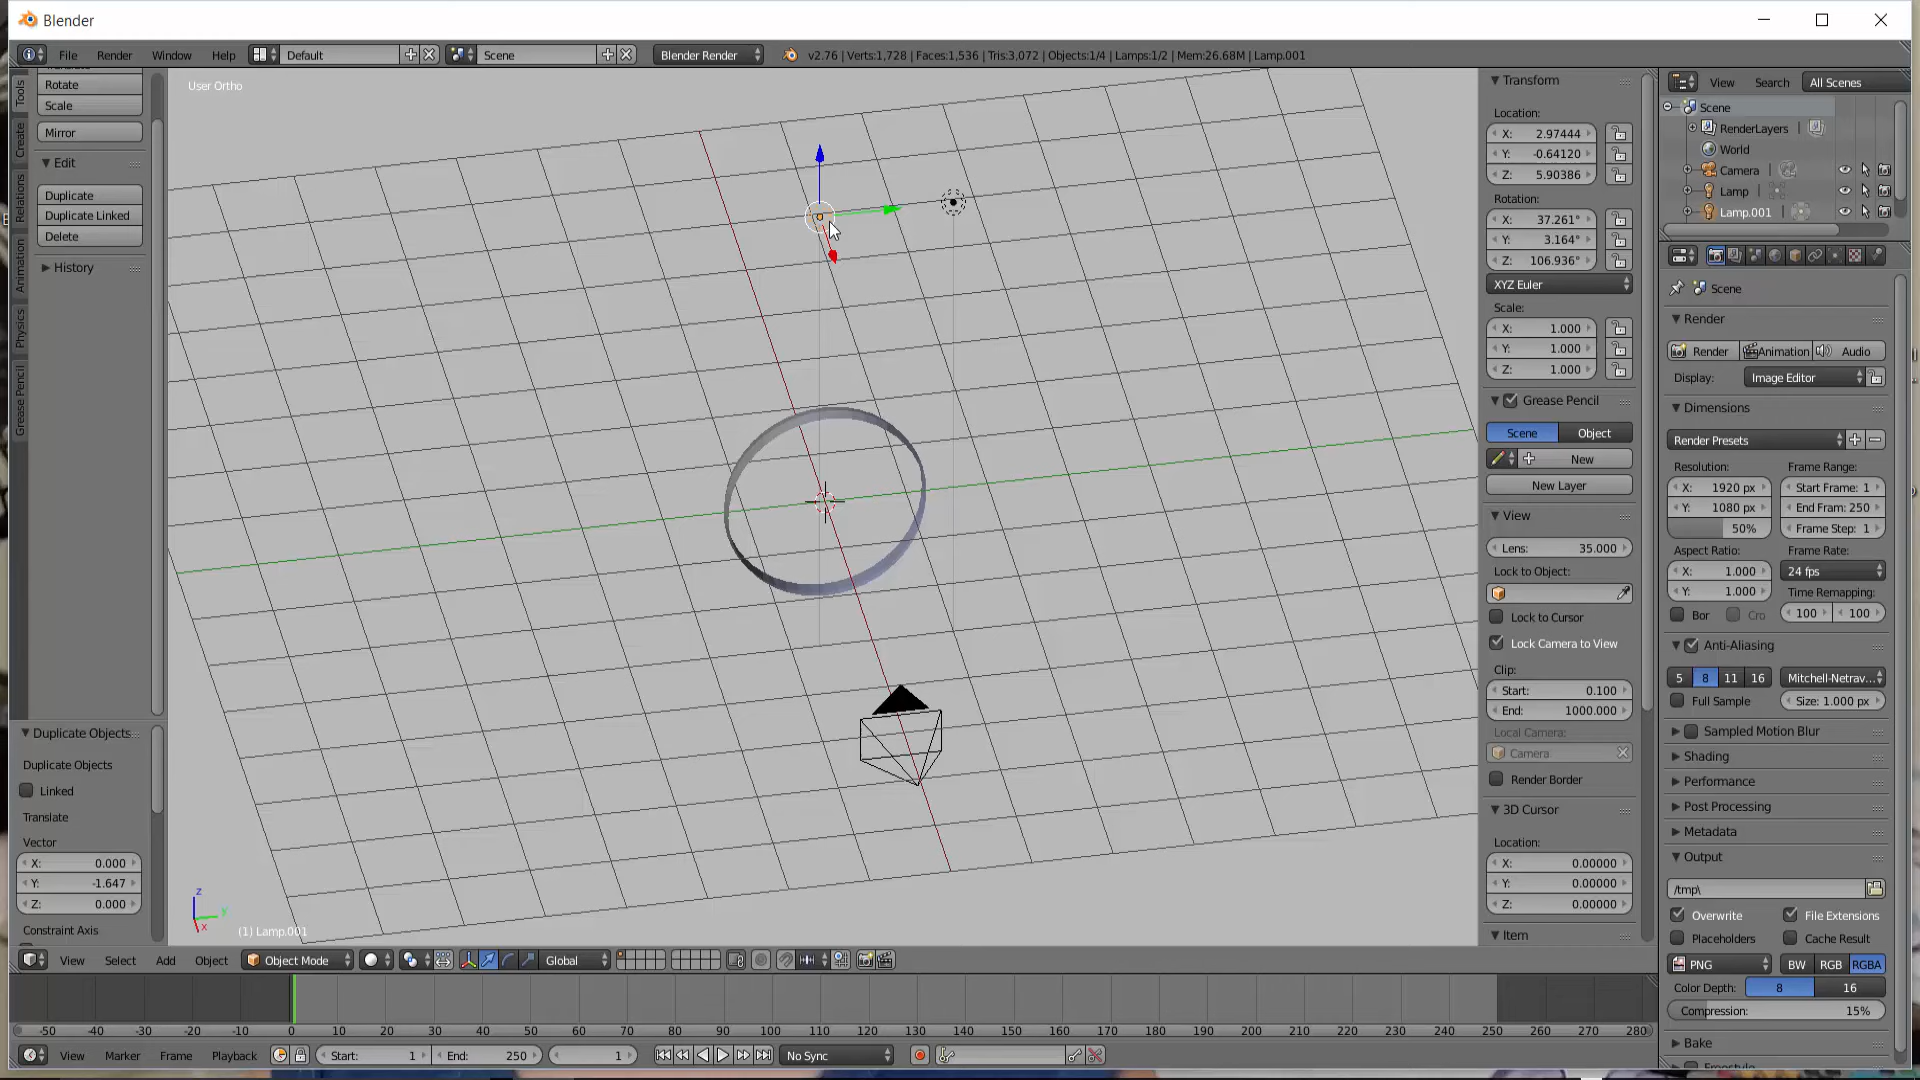 Blender
File Render Window Help Default Scene Blender Render v2.76 | Verts:1,728 | Faces:1,536 | Tris:3,072 | Objects:1/4 | Lamps:1/2 | Mem:26.68M | Lamp.001
Tools
Create
Relations
Animation
Physics
Grease Pencil
Rotate
Scale
Mirror
Edit
Duplicate
Duplicate Linked
Delete
History
Duplicate Objects
Duplicate Objects
Linked
Translate
Vector
X: 0.000
Y: -1.647
Z: 0.000
Constraint Axis
User Ortho
z
y
x
(1) Lamp.001
Transform
Location:
X: 2.97444
Y: -0.64120
Z: 5.90386
Rotation:
X: 37.261°
Y: 3.164°
Z: 106.936°
XYZ Euler
Scale:
X: 1.000
Y: 1.000
Z: 1.000
Grease Pencil
Scene Object
New
New Layer
View
Lens: 35.000
Lock to Object:
Lock to Cursor
Lock Camera to View
Clip:
Start: 0.100
End: 1000.000
Local Camera:
Camera
Render Border
3D Cursor
Location:
X: 0.00000
Y: 0.00000
Z: 0.00000
Item
View Search All Scenes
Scene
RenderLayers
World
Camera
Lamp
Lamp.001
Scene
Render
Render Animation Audio
Display: Image Editor
Dimensions
Render Presets
Resolution: Frame Range:
X: 1920 px Start Frame: 1
Y: 1080 px End Fram: 250
50% Frame Step: 1
Aspect Ratio: Frame Rate:
X: 1.000 24 fps
Y: 1.000 Time Remapping:
Bor Cro 100 100
Anti-Aliasing
5 8 11 16 Mitchell-Netrav...
Full Sample Size: 1.000 px
Sampled Motion Blur
Shading
Performance
Post Processing
Metadata
Output
/tmp\
Overwrite File Extensions
Placeholders Cache Result
PNG BW RGB RGBA
Color Depth: 8 16
Compression: 15%
Bake
View Select Add Object Object Mode Global
-50 -40 -30 -20 -10 0 10 20 30 40 50 60 70 80 90 100 110 120 130 140 150 160 170 180 190 200 210 220 230 240 250 260 270 280
View Marker Frame Playback Start: 1 End: 250 1 No Sync